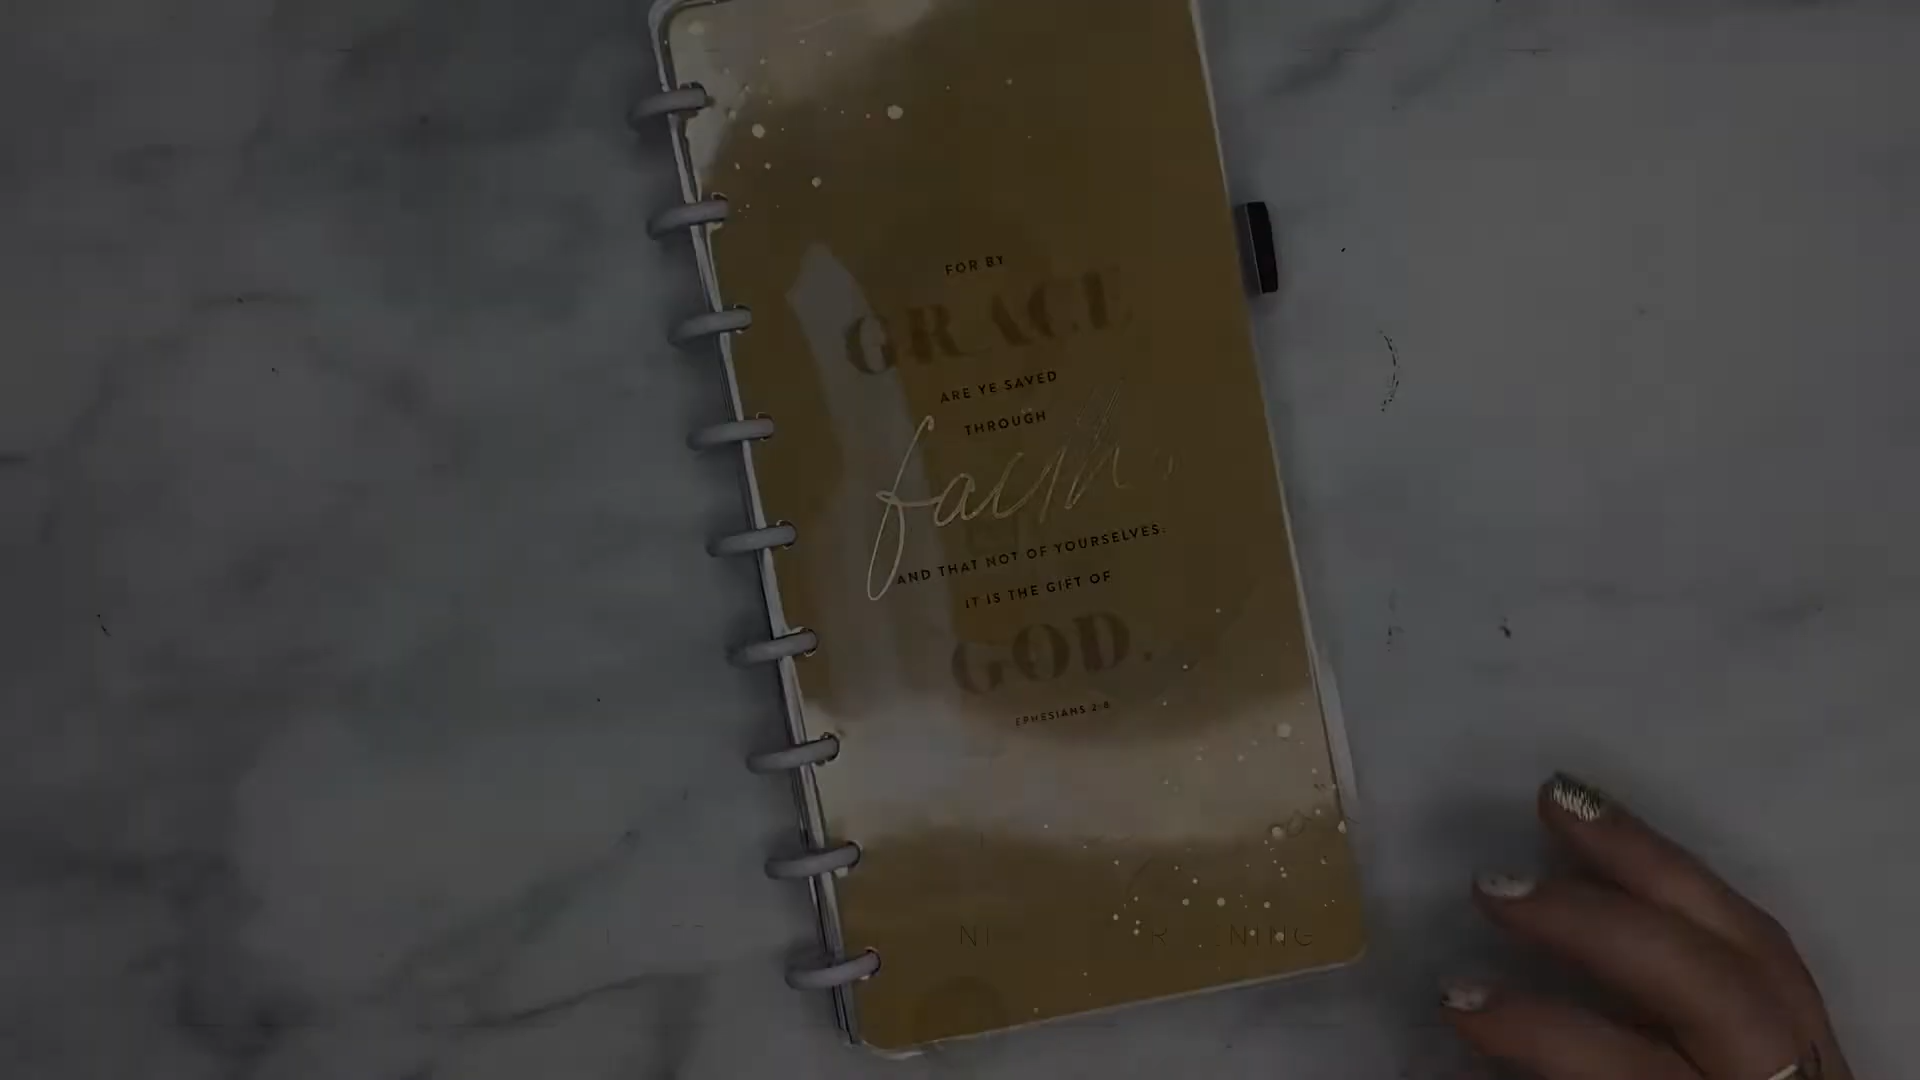 FOR BY
GRACE
ARE YE SAVED
THROUGH
faith;
AND THAT NOT OF YOURSELVES:
IT IS THE GIFT OF
GOD.
EPHESIANS 2:8